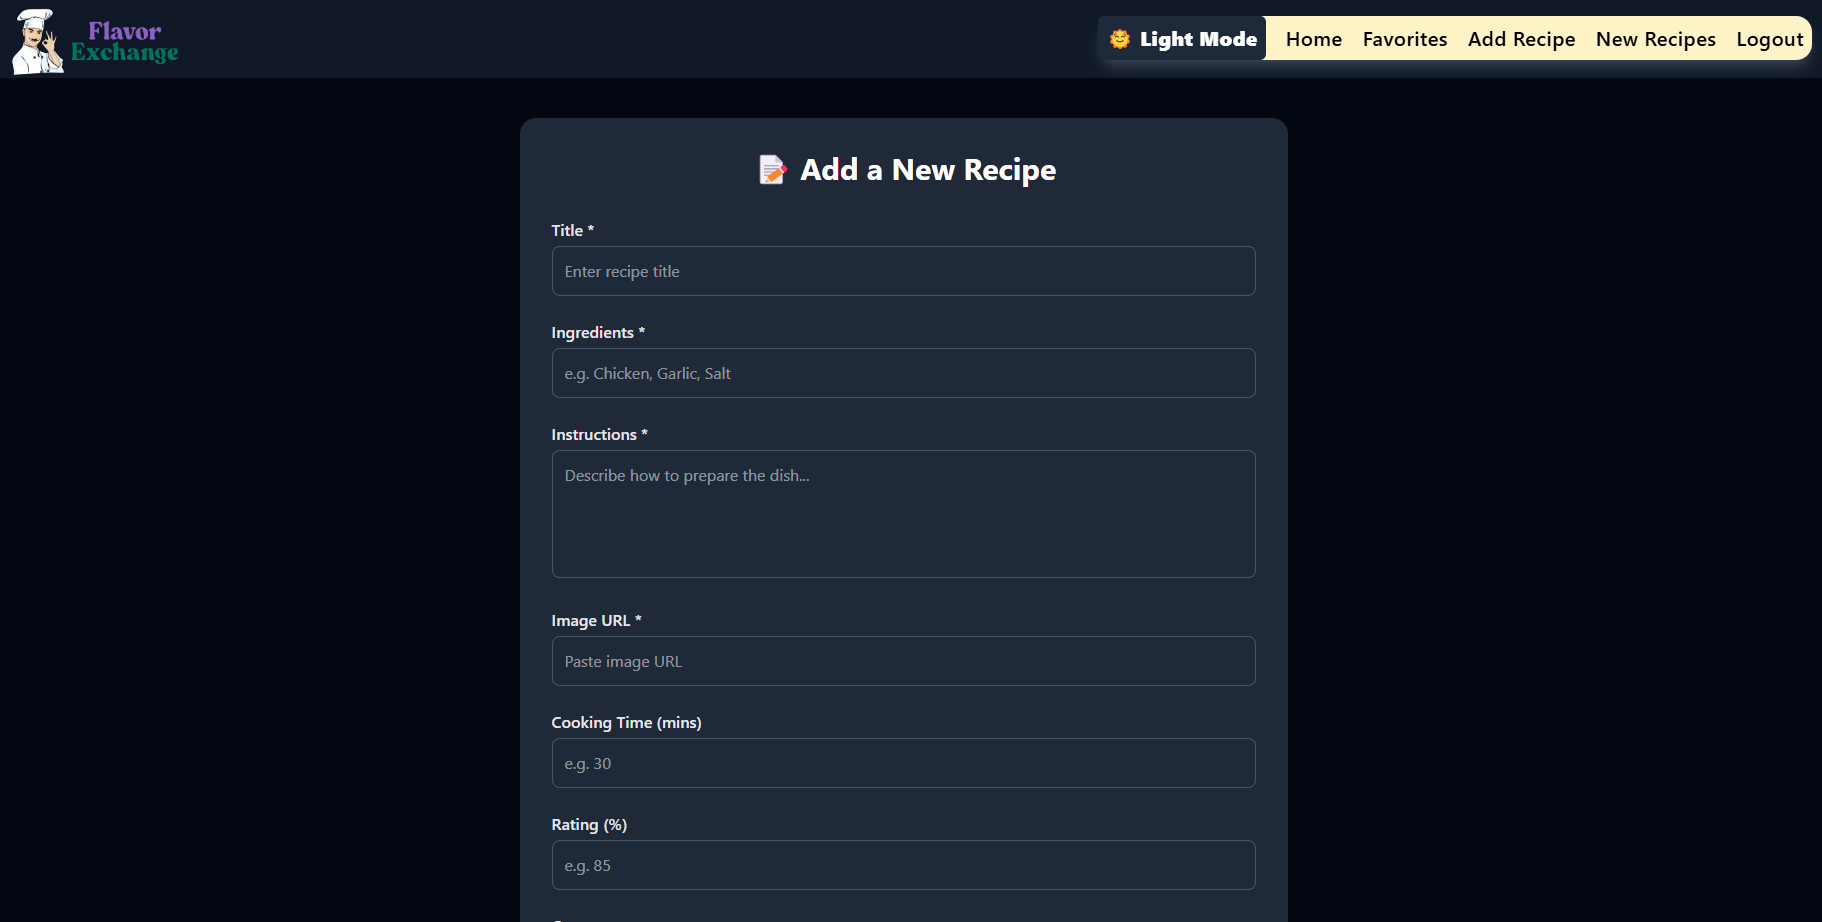 Flavor
Exchange
🌞 Light Mode Home Favorites Add Recipe New Recipes Logout
📝 Add a New Recipe
Title *
Enter recipe title
Ingredients *
e.g. Chicken, Garlic, Salt
Instructions *
Describe how to prepare the dish...
Image URL *
Paste image URL
Cooking Time (mins)
e.g. 30
Rating (%)
e.g. 85